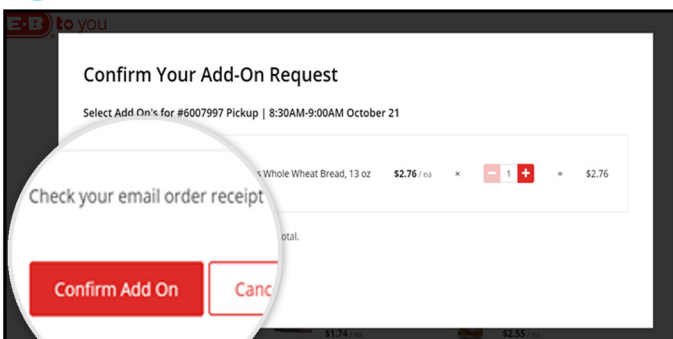 E-B to you
Confirm Your Add-On Request
Select Add On's for #6007997 Pickup | 8:30AM-9:00AM October 21
s Whole Wheat Bread, 13 oz $2.76 / ea × − 1 + = $2.76
Check your email order receipt
otal.
Confirm Add On Canc
$1.74 / ea $2.55 / ea